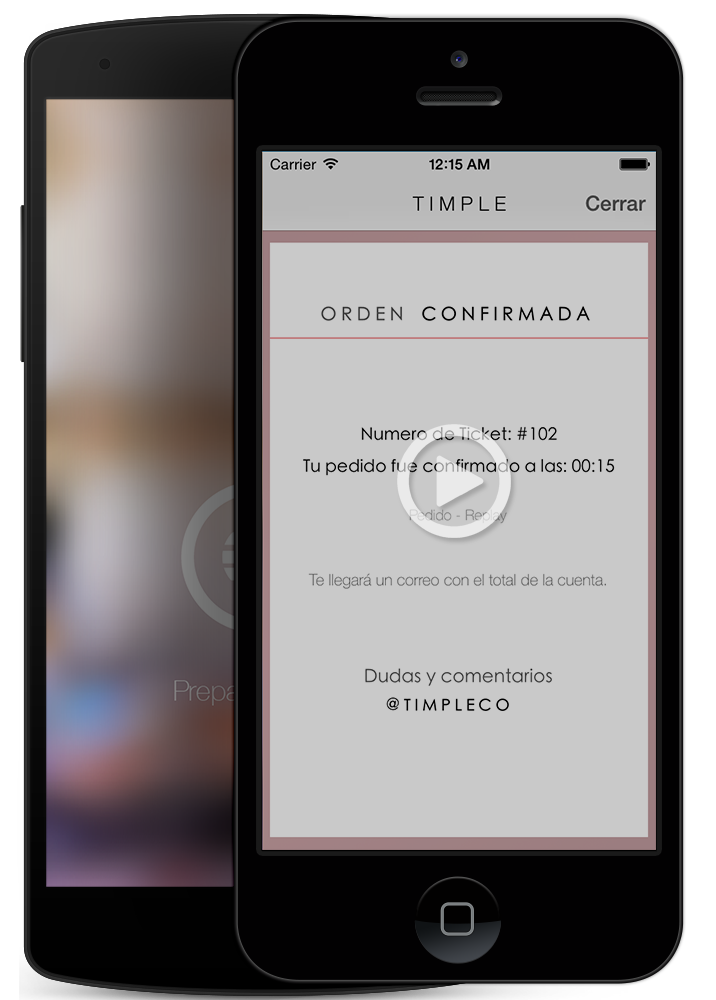 Carrier 12:15 AM
TIMPLE Cerrar
ORDEN CONFIRMADA
Numero de Ticket: #102
Tu pedido fue confirmado a las: 00:15
Pedido - Replay
Te llegará un correo con el total de la cuenta.
Dudas y comentarios
@TIMPLECO
Prepa